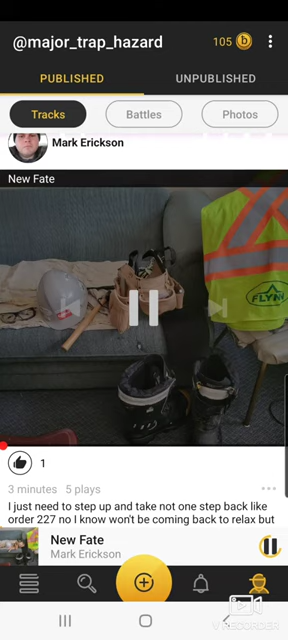 @major_trap_hazard 105
PUBLISHED UNPUBLISHED
Tracks Battles Photos
Mark Erickson
New Fate
FLYNN
1
3 minutes 5 plays
I just need to step up and take not one step back like
order 227 no I know won't be coming back to relax but
New Fate
Mark Erickson
VRECORDER